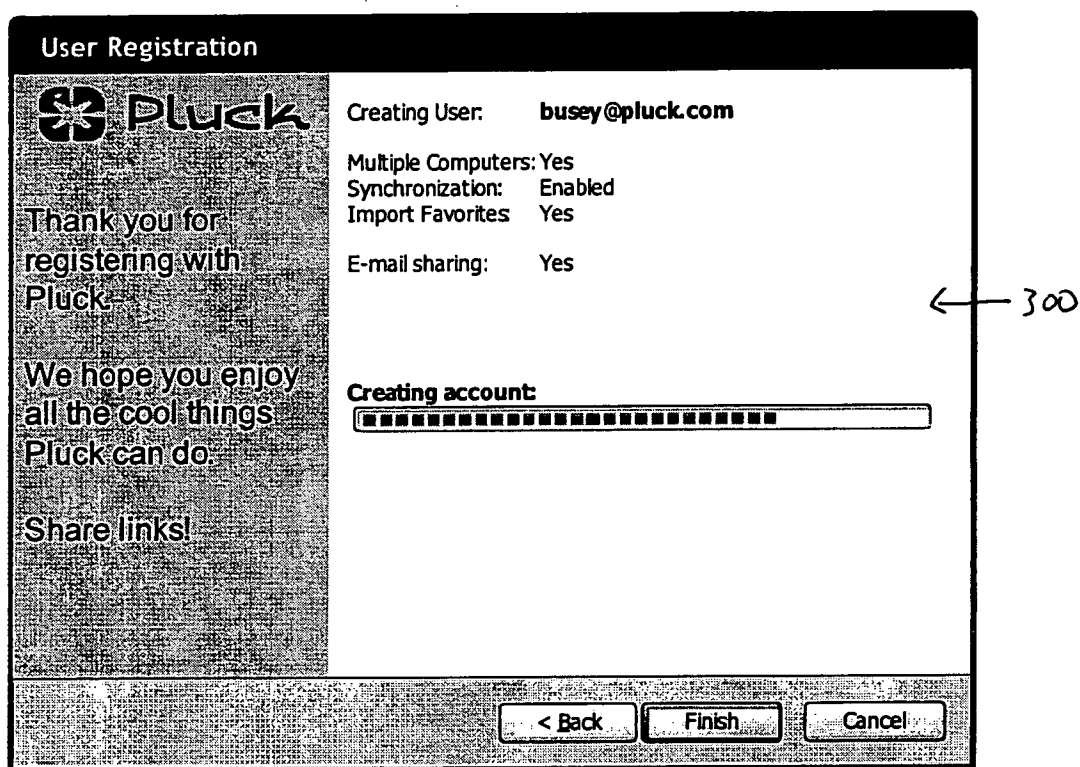 User Registration
Pluck
Thank you for
registering with
Pluck.
We hope you enjoy
all the cool things
Pluck can do.
Share links!
Creating User: busey@pluck.com
Multiple Computers: Yes
Synchronization: Enabled
Import Favorites Yes
E-mail sharing: Yes
300
Creating account:
< Back Finish Cancel